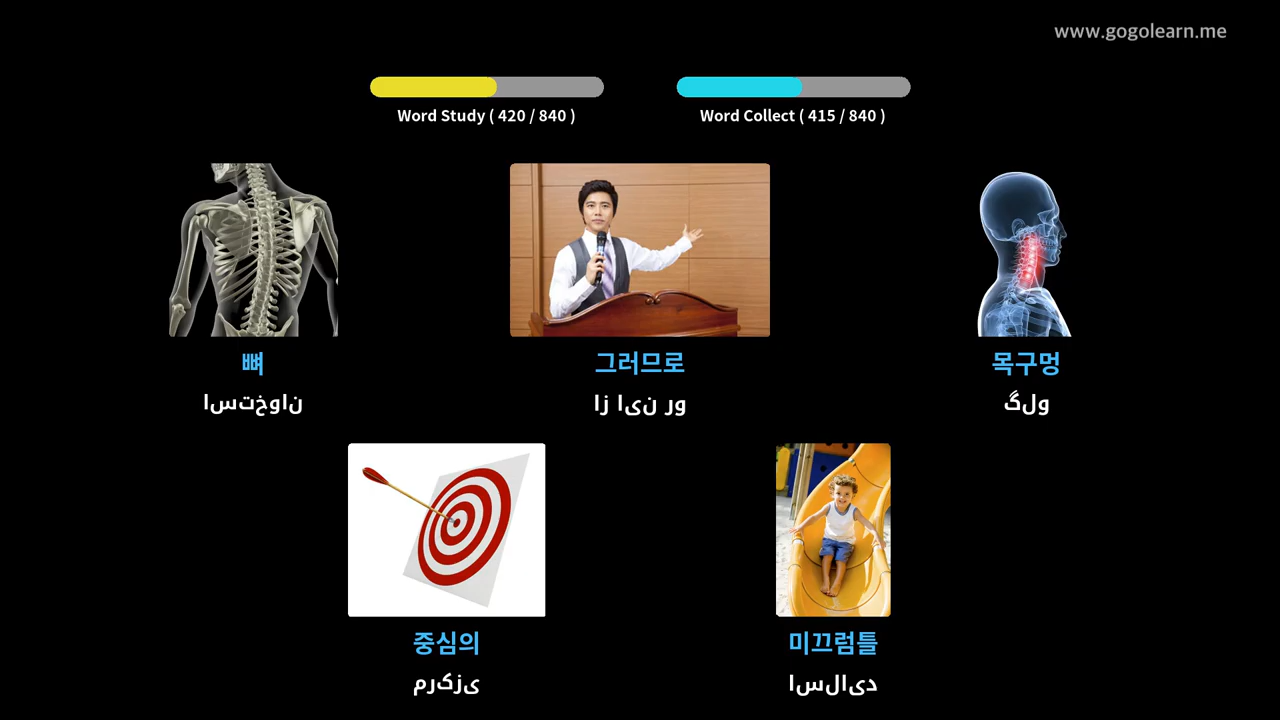 www.gogolearn.me
Word Study ( 420 / 840 )
Word Collect ( 415 / 840 )
뼈
그러므로
목구멍
استخوان
از این رو
گلو
중심의
미끄럼틀
مرکزی
اسلاید